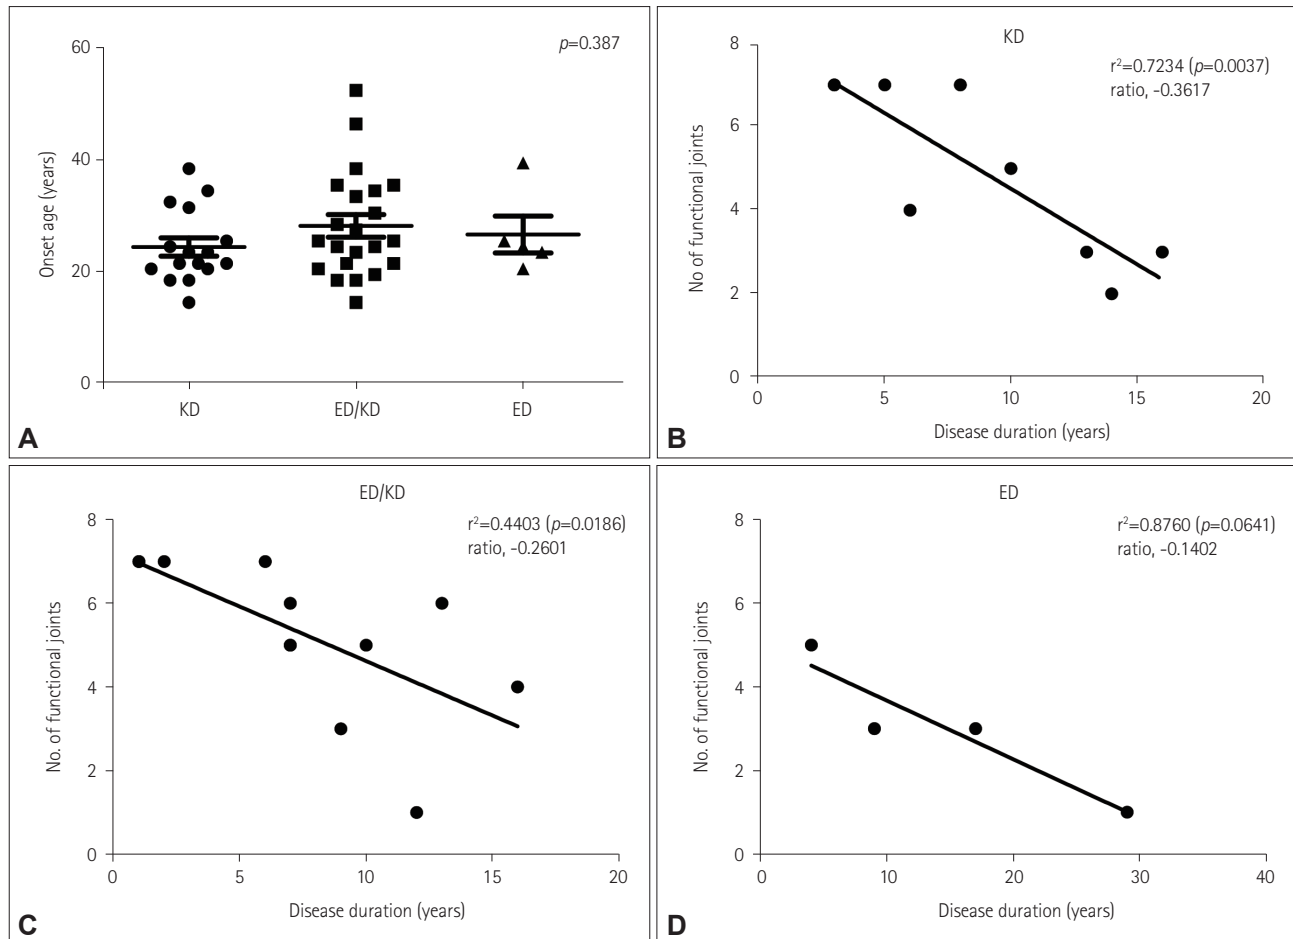 p=0.387
Onset age (years)
60
40
20
0
KD
ED/KD
ED
A
KD
r²=0.7234 (p=0.0037)
ratio, -0.3617
No of functional joints
8
6
4
2
0
0
5
10
15
20
Disease duration (years)
B
ED/KD
r²=0.4403 (p=0.0186)
ratio, -0.2601
No. of functional joints
8
6
4
2
0
0
5
10
15
20
Disease duration (years)
C
ED
r²=0.8760 (p=0.0641)
ratio, -0.1402
No. of functional joints
8
6
4
2
0
0
10
20
30
40
Disease duration (years)
D